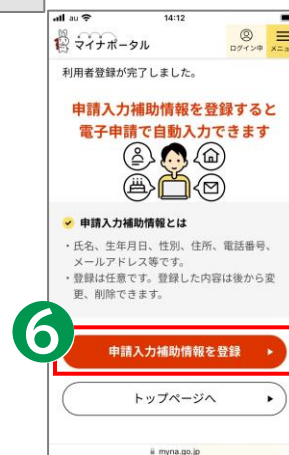 au 14:12
マイナポータル
ログイン中
利用者登録が完了しました。
申請入力補助情報を登録すると
電子申請で自動入力できます
申請入力補助情報とは
・氏名、生年月日、性別、住所、電話番号、
メールアドレス等です。
・登録は任意です。登録した内容は後から変
更、削除できます。
6
申請入力補助情報を登録
トップページへ
myna.go.jp